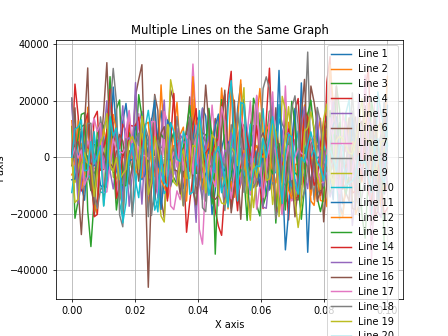 Multiple Lines on the Same Graph
40000
20000
0
−20000
−40000
0.00
0.02
0.04
0.06
X axis
axis
Line 1
Line 2
Line 3
Line 4
Line 5
Line 6
Line 7
Line 8
Line 9
Line 10
Line 11
Line 12
Line 13
Line 14
Line 15
Line 16
Line 17
Line 18
Line 19
Line 20